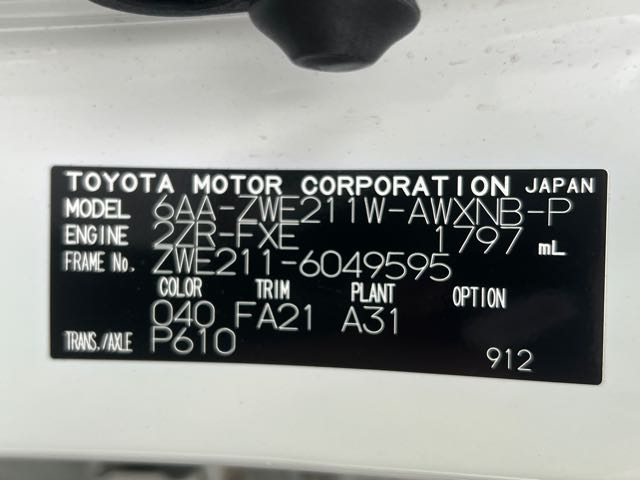 TOYOTA MOTOR CORPORATION JAPAN
MODEL 6AA-ZWE211W-AWXNB-P
ENGINE 2ZR-FXE 1797 mL
FRAME No. ZWE211-6049595
COLOR TRIM PLANT OPTION
040 FA21 A31
TRANS./AXLE P610
912